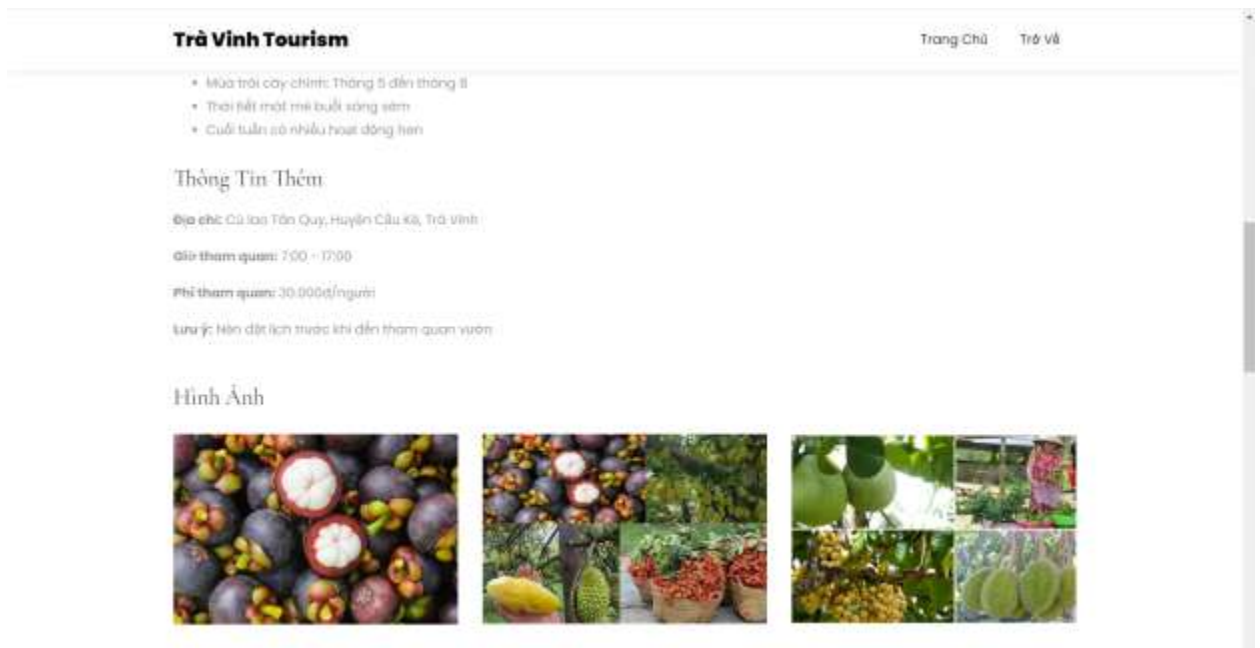 Trà Vinh Tourism
Trang Chủ
Trở Về
Mùa trái cây chính: Tháng 5 đến tháng 8
Thời tiết mát mẻ buổi sáng sớm
Cuối tuần có nhiều hoạt động hơn
Thông Tin Thêm
Địa chỉ: Cù lao Tân Quy, Huyện Cầu Kè, Trà Vinh
Giờ tham quan: 7:00 - 17:00
Phí tham quan: 30.000đ/người
Lưu ý: Nên đặt lịch trước khi đến tham quan vườn
Hình Ảnh